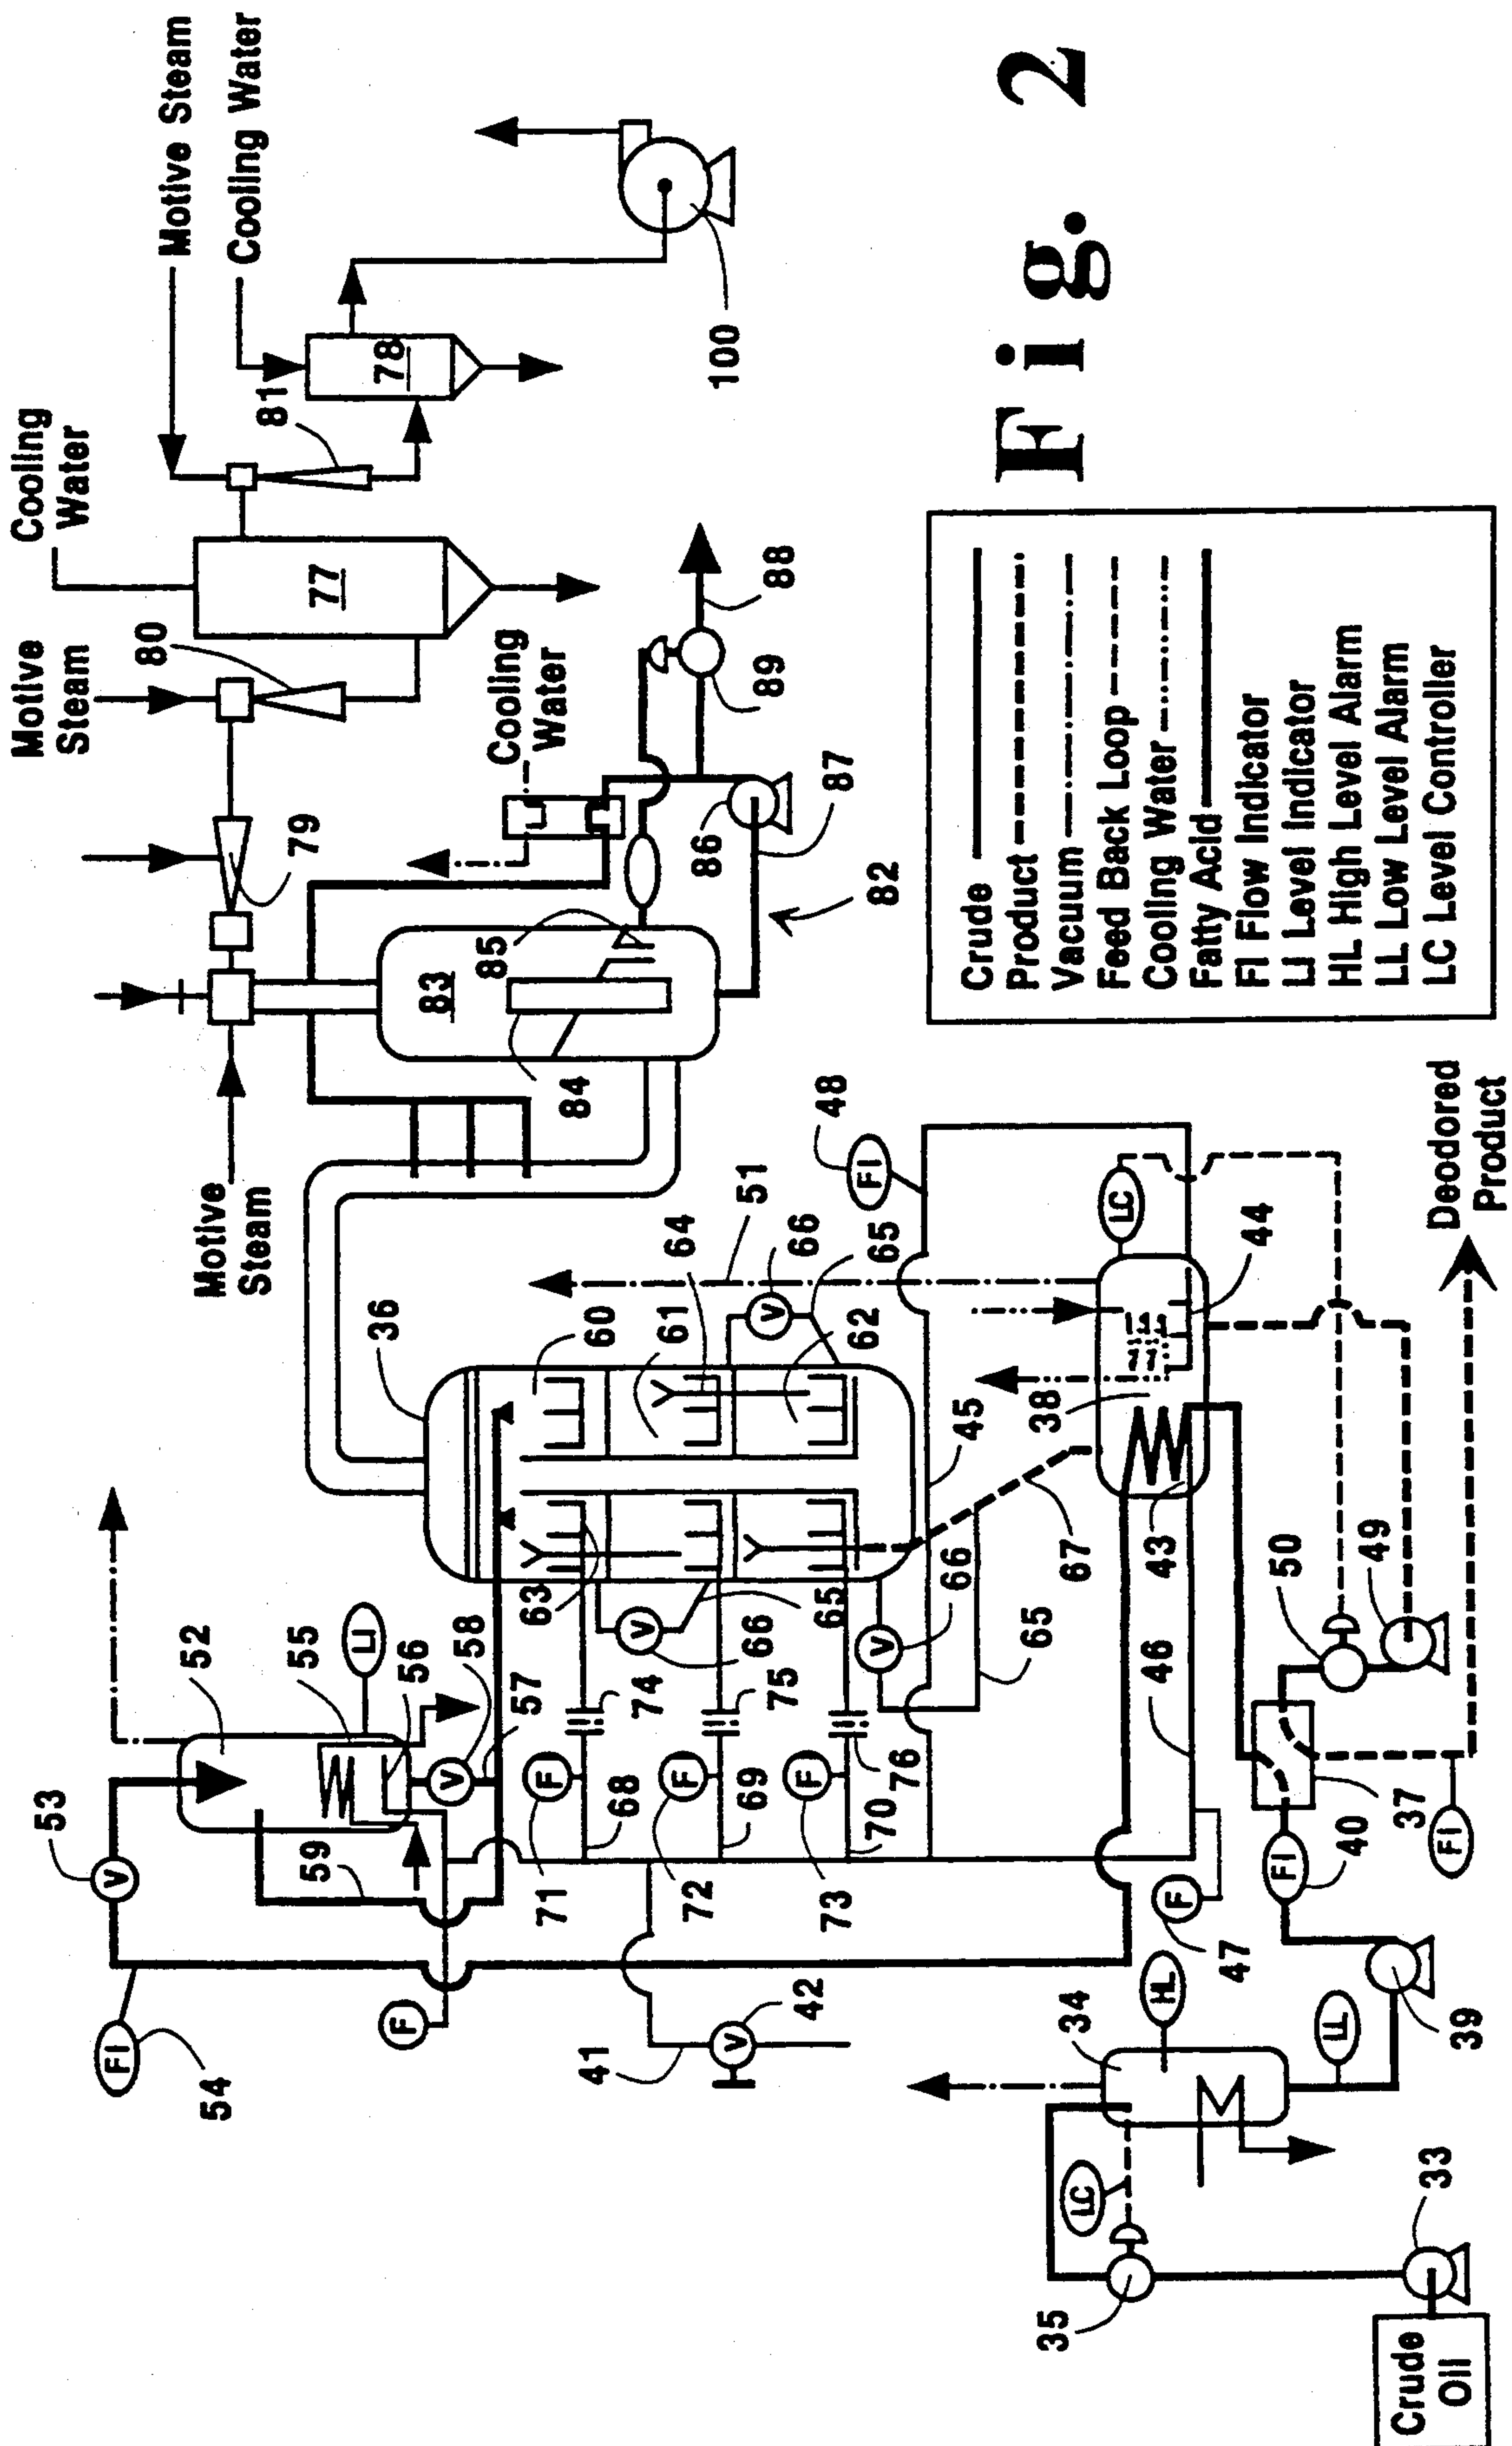 Motive Steam
Cooling Water
Cooling
Water
Motive
Steam
80
77
81
78
100
79
Motive
Steam
Cooling
Water
83
85
84
86
87
89
88
82
53
52
55
LI
56
58
57
59
FI
54
F
V
V
36
60
61
64
51
66
65
62
V
63
V
66
65
V
66
65
45
67
FI
48
LC
44
38
43
46
F
71
68
74
F
72
69
75
F
73
70
76
41
V
42
F
47
HL
34
LL
39
LC
35
33
Crude
Oil
FI
40
37
FI
50
49
Deodored
Product
Crude
Product
Vacuum
Feed Back Loop
Cooling Water
Fatty Acid
FI Flow Indicator
LI Level Indicator
HL High Level Alarm
LL Low Level Alarm
LC Level Controller
Fig. 2